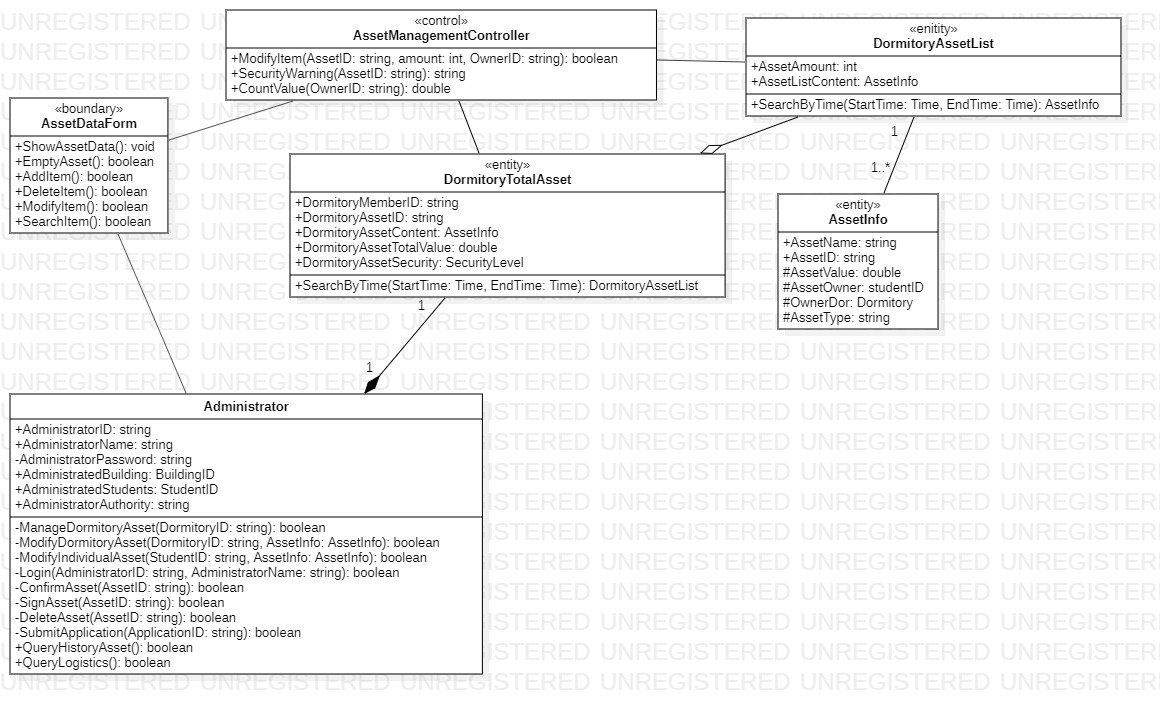 «control»
AssetManagementController
+ModifyItem(AssetID: string, amount: int, OwnerID: string): boolean
+SecurityWarning(AssetID: string): string
+CountValue(OwnerID: string): double
«enitity»
DormitoryAssetList
+AssetAmount: int
+AssetListContent: AssetInfo
+SearchByTime(StartTime: Time, EndTime: Time): AssetInfo
«boundary»
AssetDataForm
+ShowAssetData(): void
+EmptyAsset(): boolean
+AddItem(): boolean
+DeleteItem(): boolean
+ModifyItem(): boolean
+SearchItem(): boolean
1
1..*
«entity»
DormitoryTotalAsset
+DormitoryMemberID: string
+DormitoryAssetID: string
+DormitoryAssetContent: AssetInfo
+DormitoryAssetTotalValue: double
+DormitoryAssetSecurity: SecurityLevel
+SearchByTime(StartTime: Time, EndTime: Time): DormitoryAssetList
«entity»
AssetInfo
+AssetName: string
+AssetID: string
#AssetValue: double
#AssetOwner: studentID
#OwnerDor: Dormitory
#AssetType: string
1
1
Administrator
+AdministratorID: string
+AdministratorName: string
-AdministratorPassword: string
+AdministratedBuilding: BuildingID
+AdministratedStudents: StudentID
+AdministratorAuthority: string
-ManageDormitoryAsset(DormitoryID: string): boolean
-ModifyDormitoryAsset(DormitoryID: string, AssetInfo: AssetInfo): boolean
-ModifyIndividualAsset(StudentID: string, AssetInfo: AssetInfo): boolean
-Login(AdministratorID: string, AdministratorName: string): boolean
-ConfirmAsset(AssetID: string): boolean
-SignAsset(AssetID: string): boolean
-DeleteAsset(AssetID: string): boolean
-SubmitApplication(ApplicationID: string): boolean
+QueryHistoryAsset(): boolean
+QueryLogistics(): boolean
UNREGISTERED